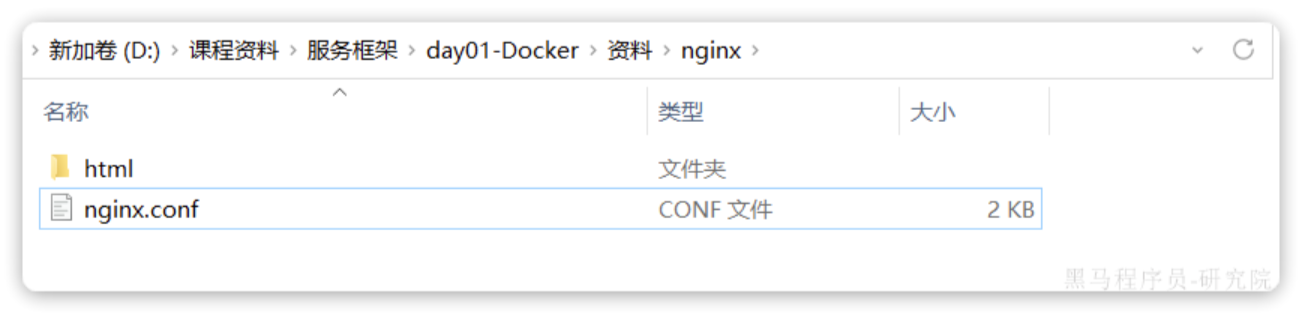 › 新加卷 (D:) › 课程资料 › 服务框架 › day01-Docker › 资料 › nginx ›
名称 类型 大小
html 文件夹
nginx.conf CONF 文件 2 KB
黑马程序员-研究院